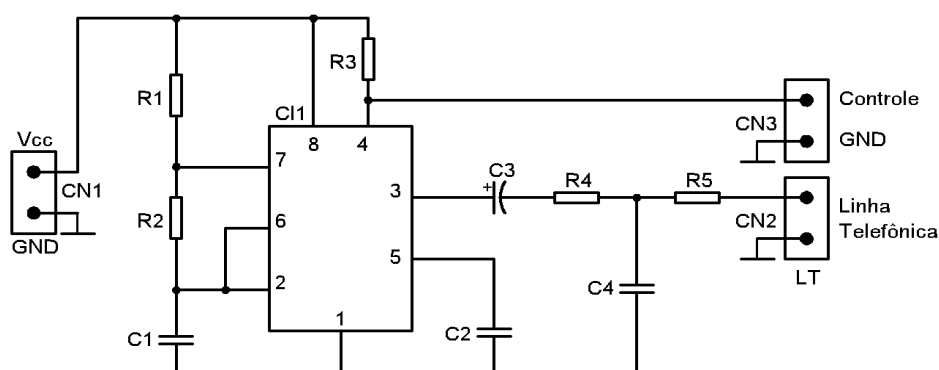 Vcc
CN1
GND
R1
R2
C1
CI1
8
4
7
6
2
1
3
5
R3
C3
R4
R5
C2
C4
CN3
Controle
GND
CN2
Linha
Telefônica
LT